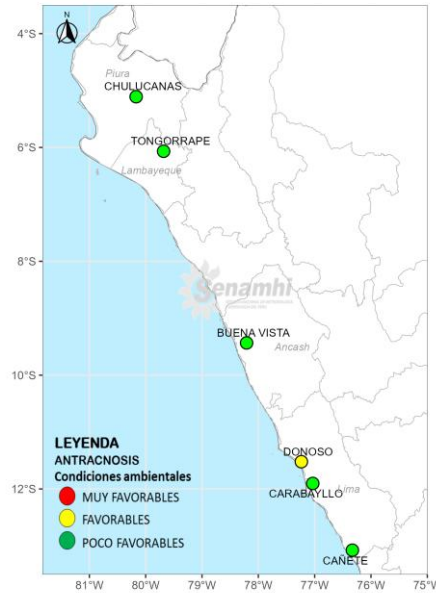 N
4°S
Piura
CHULUCANAS
TONGORRAPE
6°S
Lambayeque
8°S
Senamhi
BUENA VISTA
Ancash
10°S
LEYENDA
ANTRACNOSIS
Condiciones ambientales
MUY FAVORABLES
FAVORABLES
POCO FAVORABLES
DONOSO
CARABAYLLO
Lima
12°S
CAÑETE
81°W
80°W
79°W
78°W
77°W
76°W
75°W